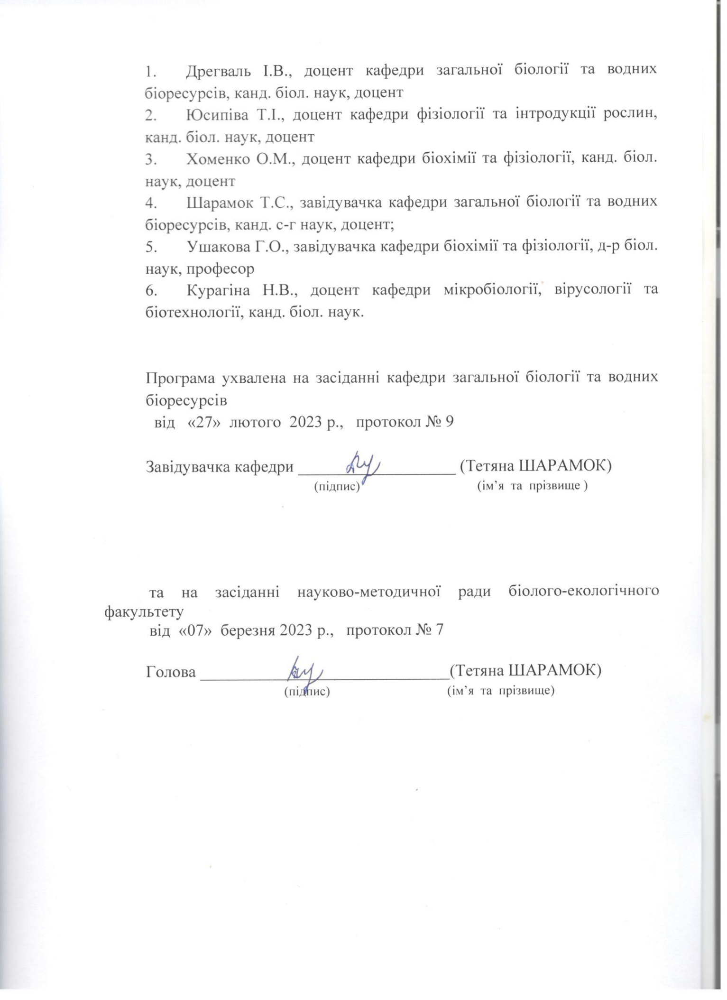 1. Дрегваль І.В., доцент кафедри загальної біології та водних
біоресурсів, канд. біол. наук, доцент
2. Юсипіва Т.І., доцент кафедри фізіології та інтродукції рослин,
канд. біол. наук, доцент
3. Хоменко О.М., доцент кафедри біохімії та фізіології, канд. біол.
наук, доцент
4. Шарамок Т.С., завідувачка кафедри загальної біології та водних
біоресурсів, канд. с-г наук, доцент;
5. Ушакова Г.О., завідувачка кафедри біохімії та фізіології, д-р біол.
наук, професор
6. Курагіна Н.В., доцент кафедри мікробіології, вірусології та
біотехнології, канд. біол. наук.
Програма ухвалена на засіданні кафедри загальної біології та водних
біоресурсів
від «27» лютого 2023 р., протокол № 9
Завідувачка кафедри ____________________ (Тетяна ШАРАМОК)
(підпис) (ім’я та прізвище )
та на засіданні науково-методичної ради біолого-екологічного
факультету
від «07» березня 2023 р., протокол № 7
Голова ______________________________(Тетяна ШАРАМОК)
(підпис) (ім’я та прізвище)